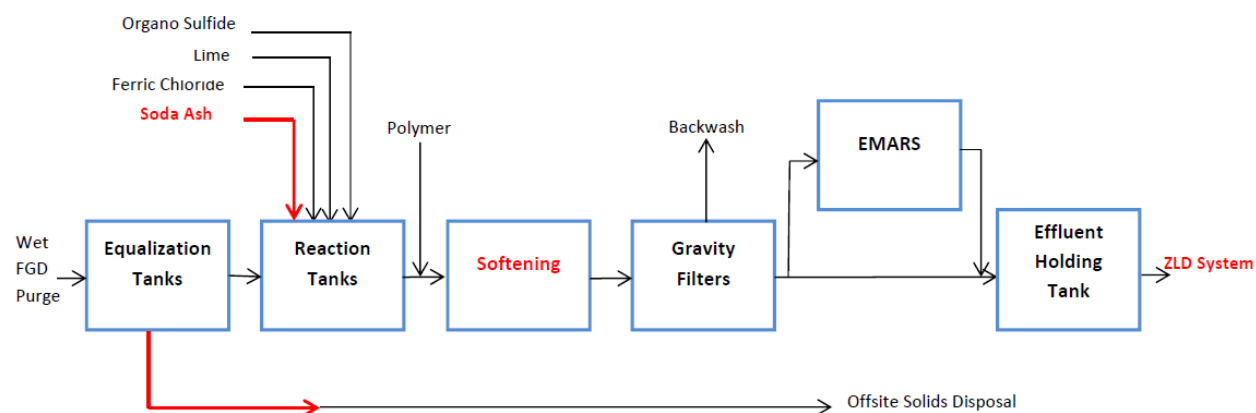 Organo Sulfide
Lime
Ferric Chloride
Soda Ash
Polymer
Backwash
EMARS
Wet
FGD
Purge
Equalization
Tanks
Reaction
Tanks
Softening
Gravity
Filters
Effluent
Holding
Tank
ZLD System
Offsite Solids Disposal